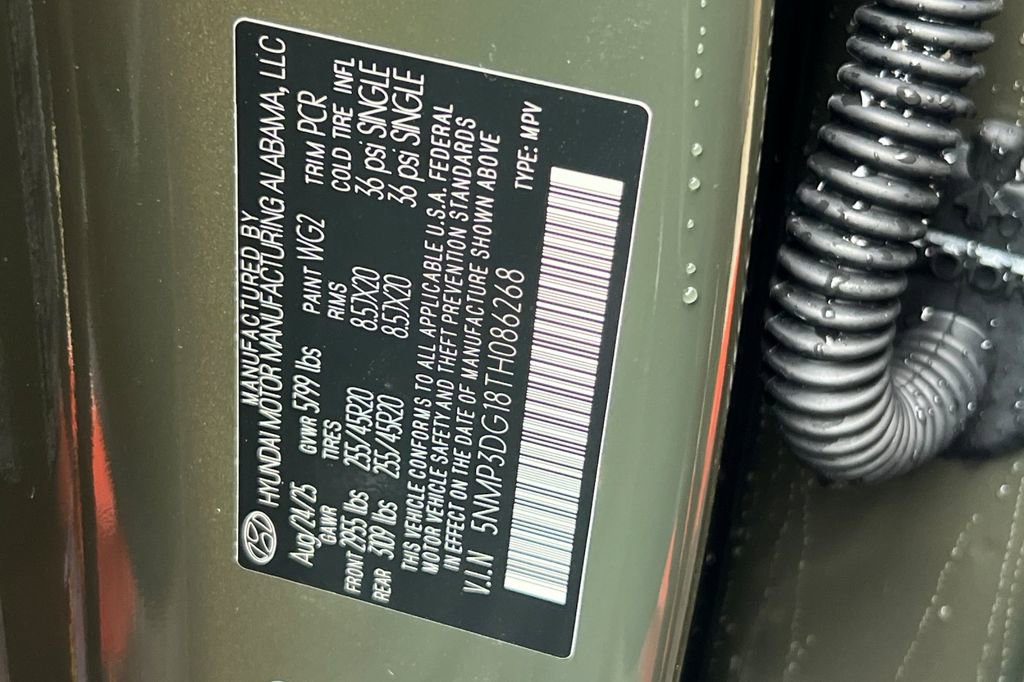 MANUFACTURED BY
HYUNDAI MOTOR MANUFACTURING ALABAMA, LLC
Aug/24/25 GVWR 5799 lbs PAINT WG2 TRIM PCR
GAWR TIRES RIMS COLD TIRE INFL
FRONT 2955 lbs 255/45R20 8.5JX20 36 psi SINGLE
REAR 3109 lbs 255/45R20 8.5JX20 36 psi SINGLE
THIS VEHICLE CONFORMS TO ALL APPLICABLE U.S.A. FEDERAL
MOTOR VEHICLE SAFETY AND THEFT PREVENTION STANDARDS
IN EFFECT ON THE DATE OF MANUFACTURE SHOWN ABOVE
V.I.N 5NMP3DG18TH086268 TYPE: MPV